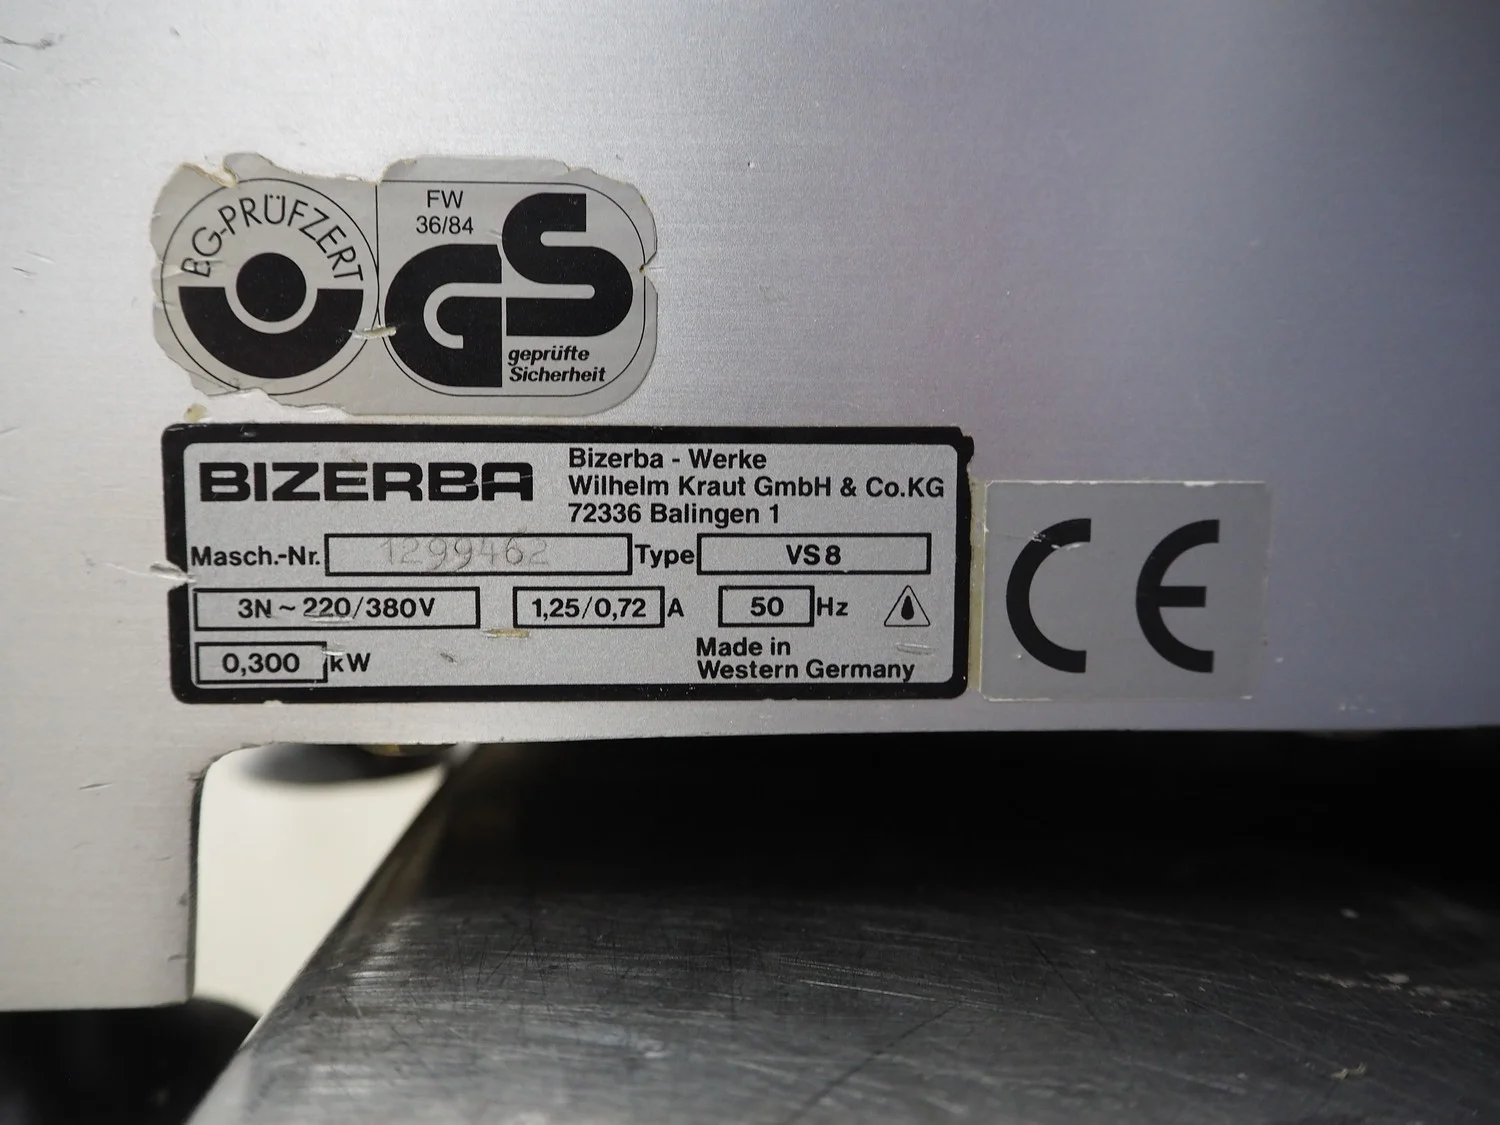 BG-PRÜFZERT
FW
36/84
GS
geprüfte
Sicherheit
BIZERBA
Bizerba - Werke
Wilhelm Kraut GmbH & Co.KG
72336 Balingen 1
Masch.-Nr. 1299462 Type VS 8
3N ~ 220/380V 1,25/0,72 A 50 Hz
0,300 kW
Made in
Western Germany
CE